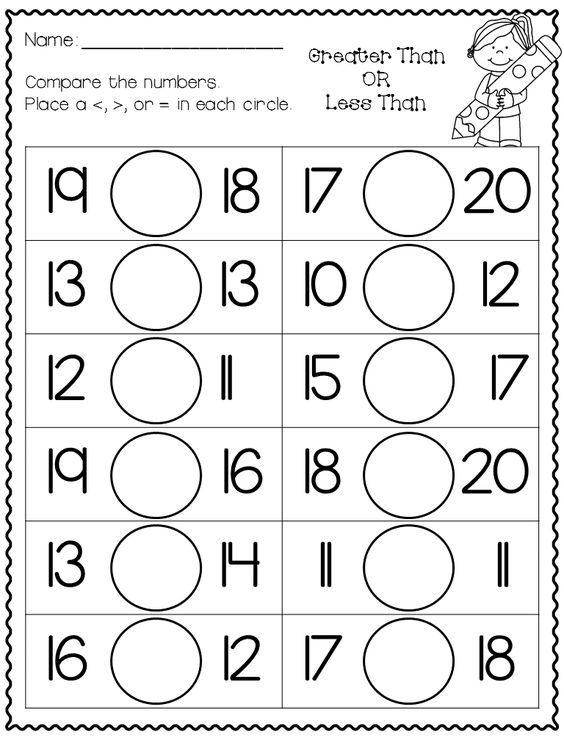 Name:
Greater Than
OR
Less Than
Compare the numbers.
Place a <, >, or = in each circle.
19 18 17 20
13 13 10 12
12 11 15 17
19 16 18 20
13 14 11 11
16 12 17 18